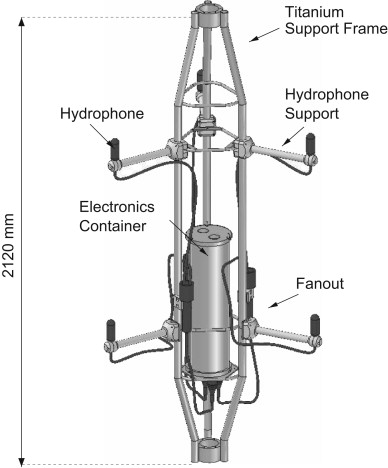 Titanium
Support Frame
Hydrophone
Hydrophone
Support
Electronics
Container
2120 mm
Fanout